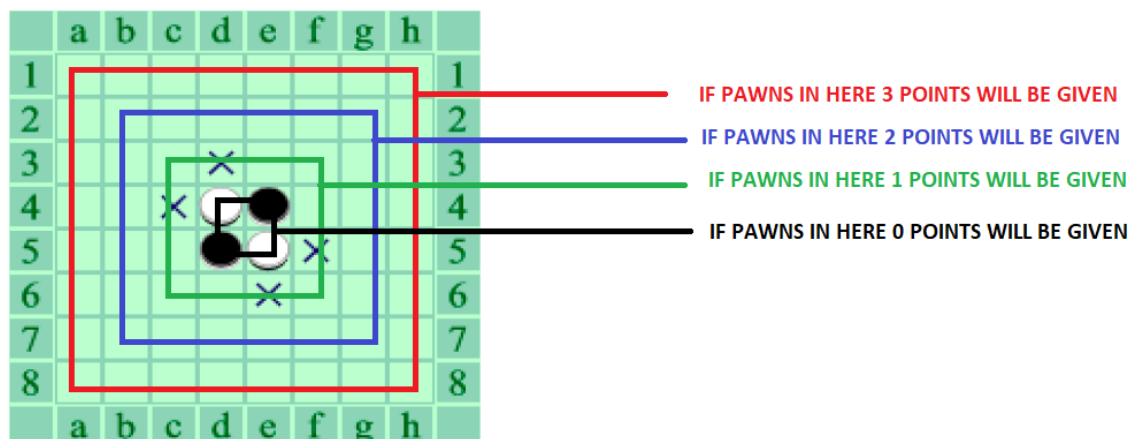 a b c d e f g h
1 1
2 IF PAWNS IN HERE 3 POINTS WILL BE GIVEN
2
3 IF PAWNS IN HERE 2 POINTS WILL BE GIVEN
3
4 IF PAWNS IN HERE 1 POINTS WILL BE GIVEN
4
5 IF PAWNS IN HERE 0 POINTS WILL BE GIVEN
5
6 6
7 7
8 8
a b c d e f g h